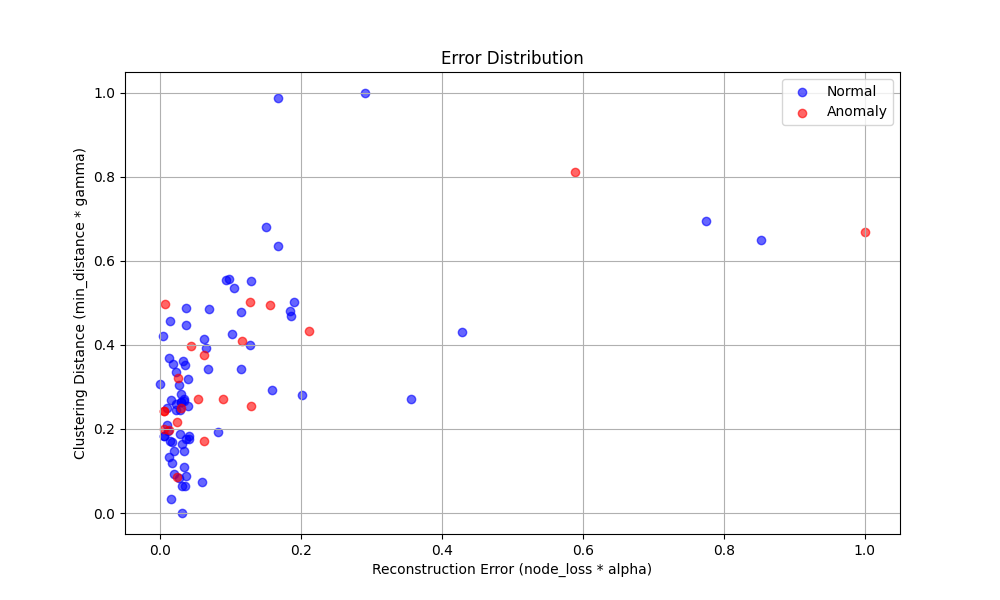 Error Distribution
Normal
Anomaly
Clustering Distance (min_distance * gamma)
1.0
0.8
0.6
0.4
0.2
0.0
0.0 0.2 0.4 0.6 0.8 1.0
Reconstruction Error (node_loss * alpha)